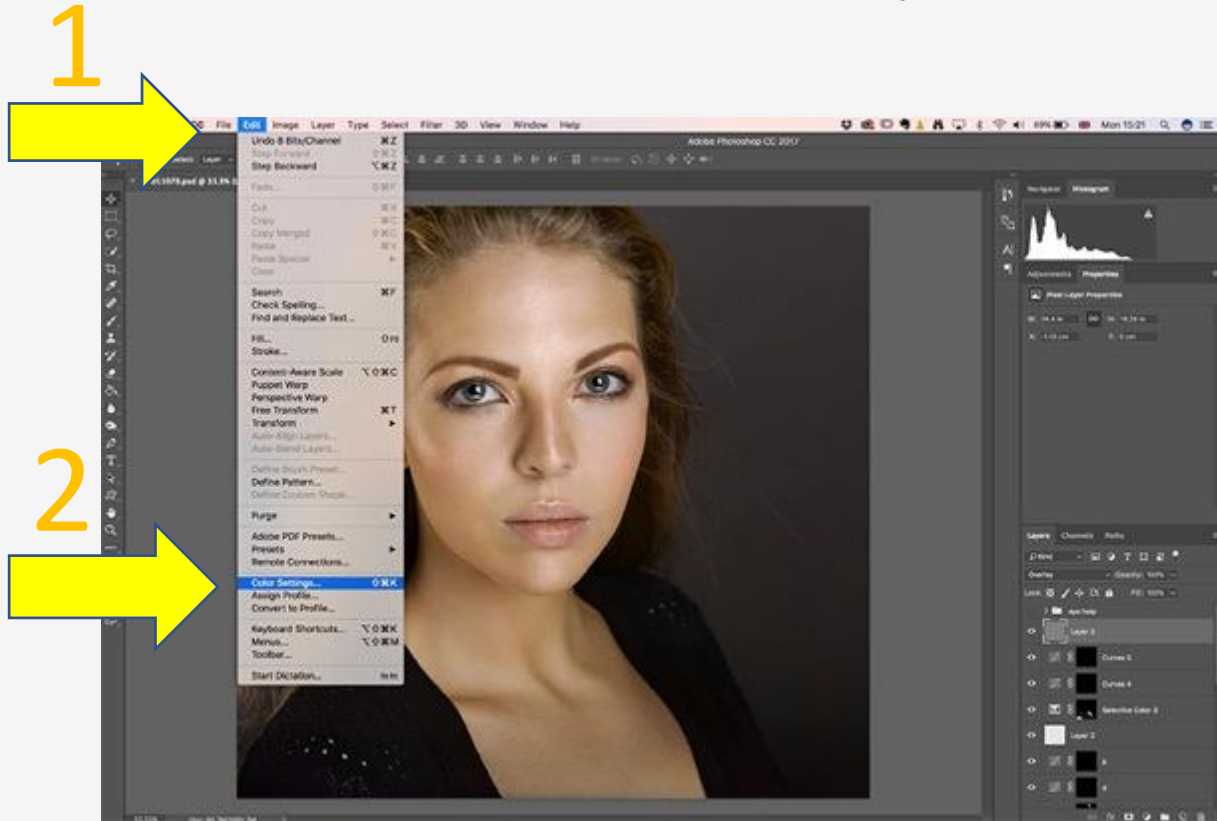 1
File Edit Image Layer Type Select Filter 3D View Window Help
69% Mon 15:21
Adobe Photoshop CC 2017
Undo 8 Bits/Channel ⌘Z
Step Forward ⇧⌘Z
Step Backward ⌥⌘Z
Fade... ⇧⌘F
Cut
Copy ⌘C
Copy Merged ⇧⌘C
Paste ⌘V
Paste Special
Clear
Search ⌘F
Check Spelling...
Find and Replace Text...
Fill...
Stroke...
Content-Aware Scale ⌥⇧⌘C
Puppet Warp
Perspective Warp
Free Transform ⌘T
Transform
Auto-Align Layers...
Auto-Blend Layers...
Define Brush Preset...
Define Pattern...
Define Custom Shape...
Purge
Adobe PDF Presets...
Presets
Remote Connections...
2
Color Settings... ⇧⌘K
Assign Profile...
Convert to Profile...
Keyboard Shortcuts... ⌥⇧⌘K
Menus... ⌥⇧⌘M
Toolbar...
Start Dictation...
Navigator Histogram
Adjustments Properties
Pixel Layer Properties
Layers Channels Paths
Overlay Opacity: 100%
Lock: Fill: 100%
eye help
Layer 3
Curves 5
Curves 4
Selective Color 3
Layer 2